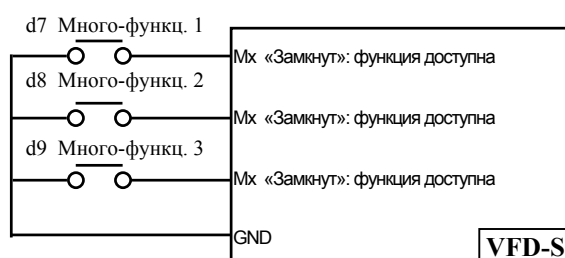 d7 Много-функц. 1
Mx «Замкнут»: функция доступна
d8 Много-функц. 2
Mx «Замкнут»: функция доступна
d9 Много-функц. 3
Mx «Замкнут»: функция доступна
GND
VFD-S